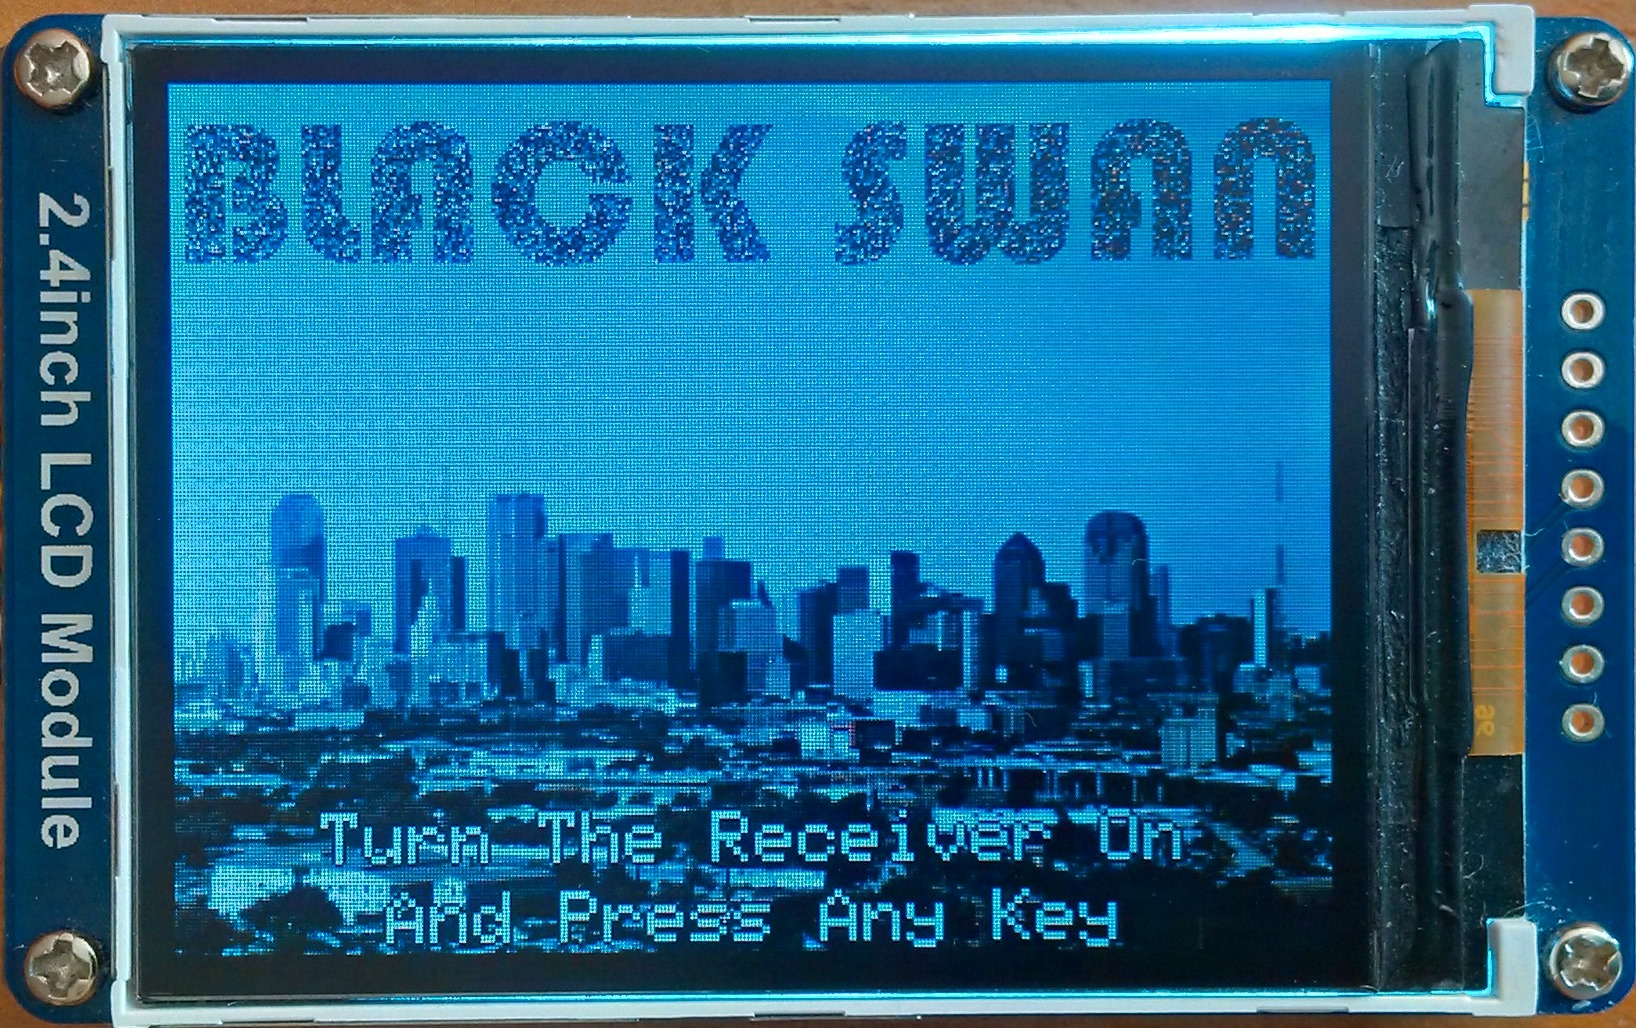 BLACK SWAN
Turn The Receiver On
And Press Any Key
2.4inch LCD Module